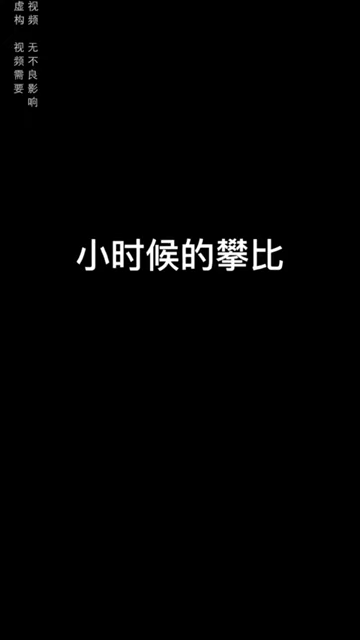 视频 无不良影响
虚构 视频需要
小时候的攀比